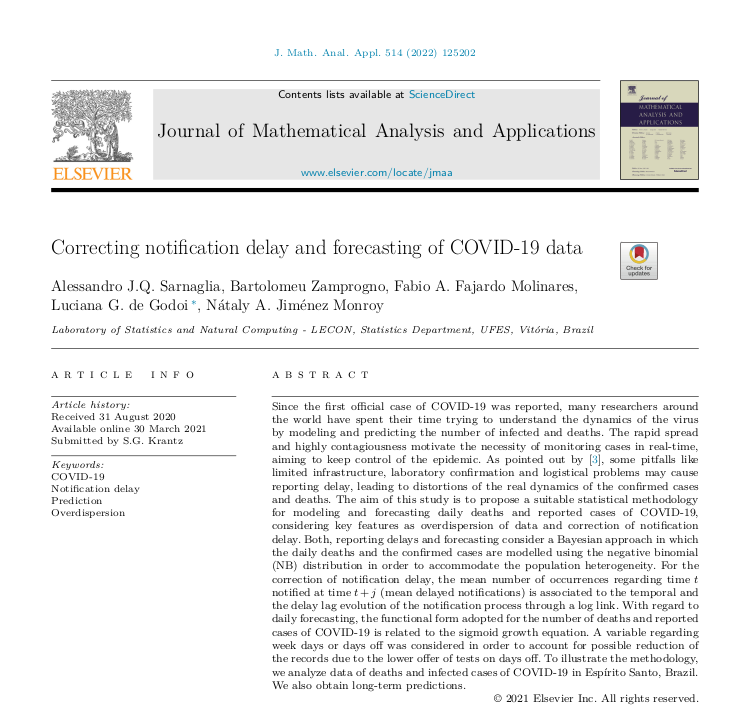 J. Math. Anal. Appl. 514 (2022) 125202
Contents lists available at ScienceDirect
Journal of Mathematical Analysis and Applications
www.elsevier.com/locate/jmaa
ELSEVIER
Journal of
MATHEMATICAL
ANALYSIS AND
APPLICATIONS
Correcting notification delay and forecasting of COVID-19 data
Check for
updates
Alessandro J.Q. Sarnaglia, Bartolomeu Zamprogno, Fabio A. Fajardo Molinares,
Luciana G. de Godoi *, Nátaly A. Jiménez Monroy
Laboratory of Statistics and Natural Computing - LECON, Statistics Department, UFES, Vitória, Brazil
ARTICLE INFO
Article history:
Received 31 August 2020
Available online 30 March 2021
Submitted by S.G. Krantz
Keywords:
COVID-19
Notification delay
Prediction
Overdispersion
ABSTRACT
Since the first official case of COVID-19 was reported, many researchers around
the world have spent their time trying to understand the dynamics of the virus
by modeling and predicting the number of infected and deaths. The rapid spread
and highly contagiousness motivate the necessity of monitoring cases in real-time,
aiming to keep control of the epidemic. As pointed out by [3], some pitfalls like
limited infrastructure, laboratory confirmation and logistical problems may cause
reporting delay, leading to distortions of the real dynamics of the confirmed cases
and deaths. The aim of this study is to propose a suitable statistical methodology
for modeling and forecasting daily deaths and reported cases of COVID-19,
considering key features as overdispersion of data and correction of notification
delay. Both, reporting delays and forecasting consider a Bayesian approach in which
the daily deaths and the confirmed cases are modelled using the negative binomial
(NB) distribution in order to accommodate the population heterogeneity. For the
correction of notification delay, the mean number of occurrences regarding time t
notified at time t + j (mean delayed notifications) is associated to the temporal and
the delay lag evolution of the notification process through a log link. With regard to
daily forecasting, the functional form adopted for the number of deaths and reported
cases of COVID-19 is related to the sigmoid growth equation. A variable regarding
week days or days off was considered in order to account for possible reduction of
the records due to the lower offer of tests on days off. To illustrate the methodology,
we analyze data of deaths and infected cases of COVID-19 in Espírito Santo, Brazil.
We also obtain long-term predictions.
© 2021 Elsevier Inc. All rights reserved.